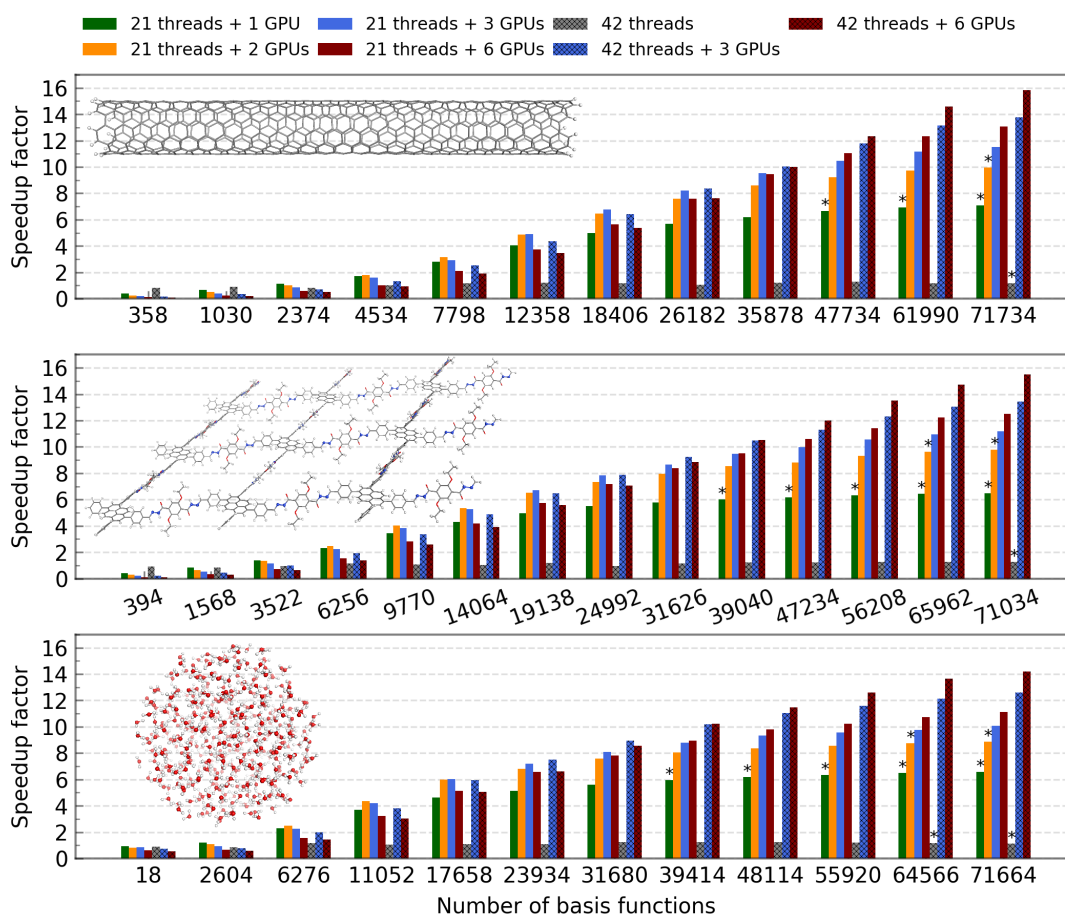 21 threads + 1 GPU 21 threads + 3 GPUs 42 threads 42 threads + 6 GPUs
21 threads + 2 GPUs 21 threads + 6 GPUs 42 threads + 3 GPUs
Speedup factor
16
14
12
10
8
6
4
2
0
* * * * *
358 1030 2374 4534 7798 12358 18406 26182 35878 47734 61990 71734
Speedup factor
16
14
12
10
8
6
4
2
0
* * * * * * * *
394 1568 3522 6256 9770 14064 19138 24992 31626 39040 47234 56208 65962 71034
Speedup factor
16
14
12
10
8
6
4
2
0
* * * * * * * * *
18 2604 6276 11052 17658 23934 31680 39414 48114 55920 64566 71664
Number of basis functions